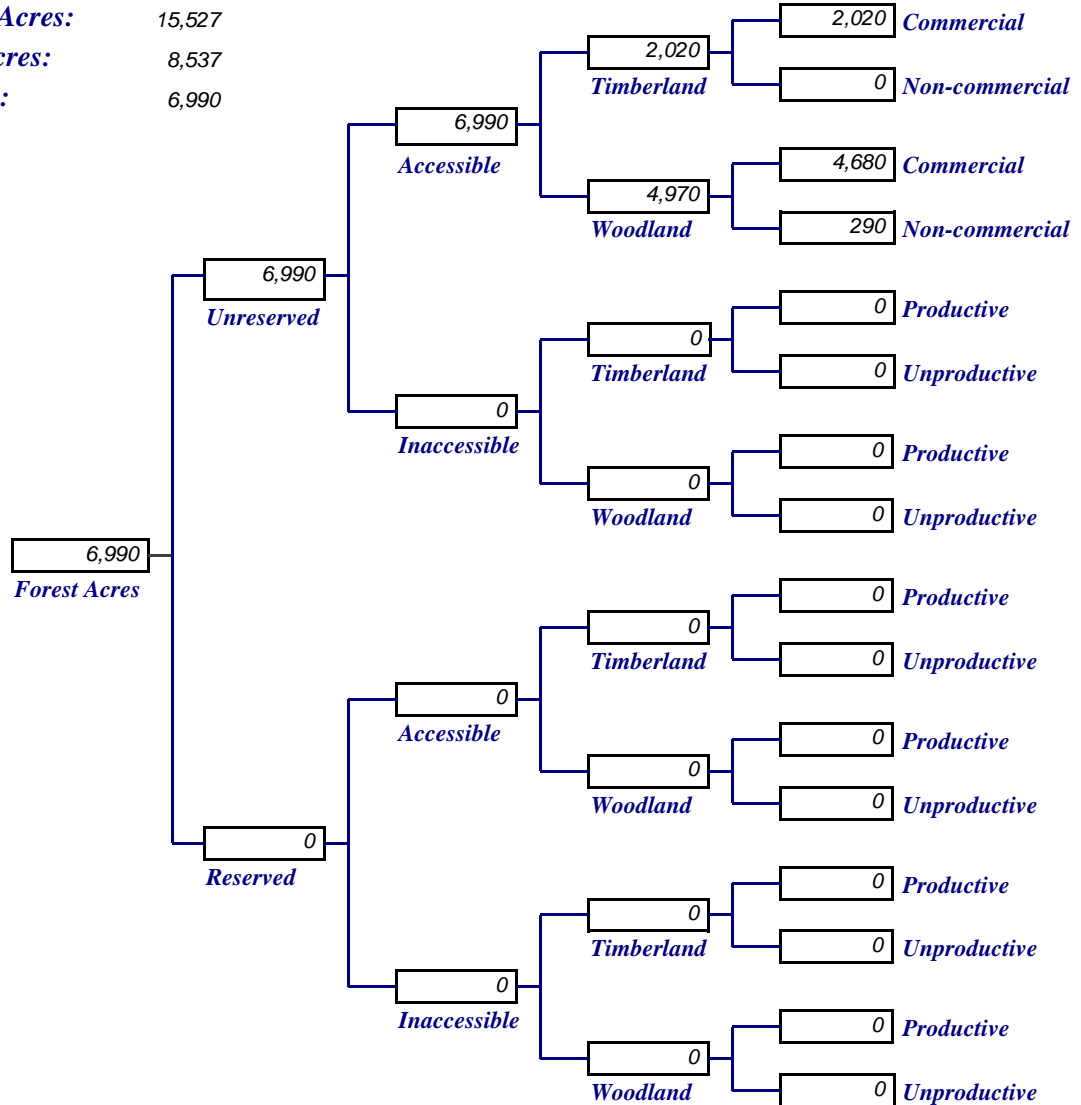 Acres: 15,527
cres: 8,537
: 6,990
2,020 Commercial
2,020
Timberland
0 Non-commercial
6,990
Accessible
4,680 Commercial
4,970
Woodland
290 Non-commercial
6,990
Unreserved
0 Productive
0
Timberland
0 Unproductive
0
Inaccessible
0 Productive
0
Woodland
0 Unproductive
6,990
Forest Acres
0 Productive
0
Timberland
0 Unproductive
0
Accessible
0 Productive
0
Woodland
0 Unproductive
0
Reserved
0 Productive
0
Timberland
0 Unproductive
0
Inaccessible
0 Productive
0
Woodland
0 Unproductive